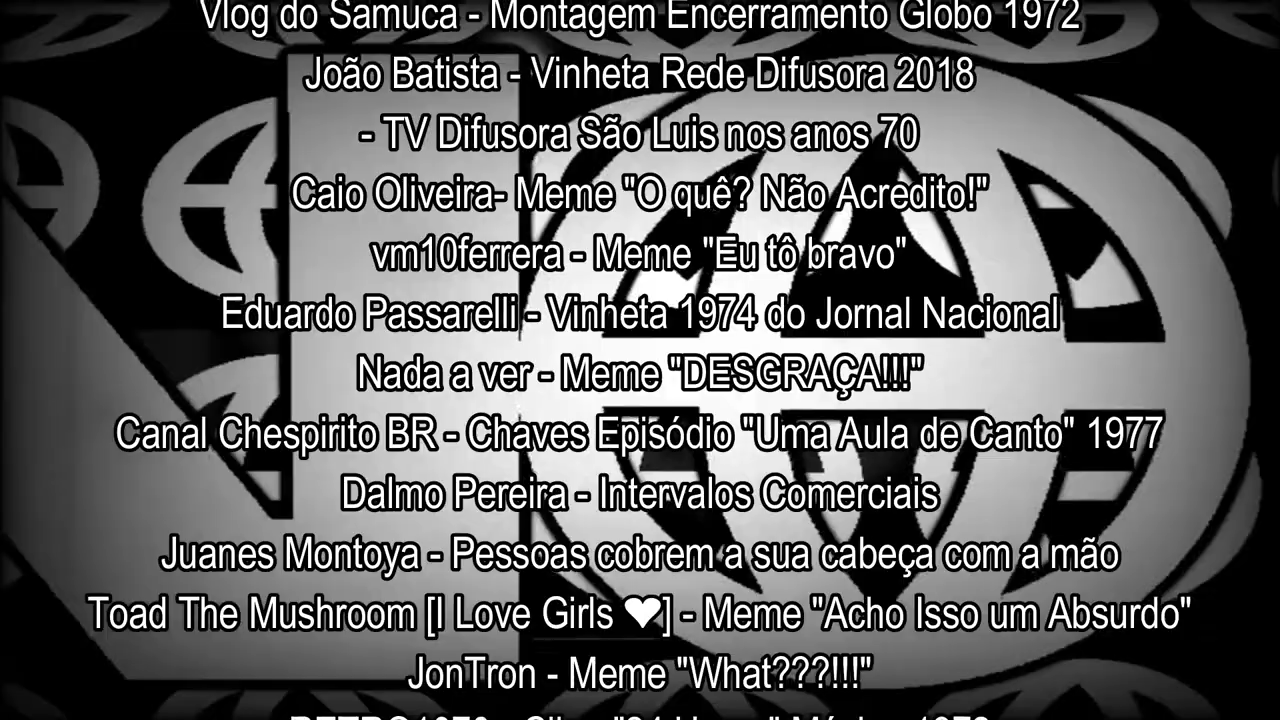 Vlog do Samuca - Montagem Encerramento Globo 1972
João Batista - Vinheta Rede Difusora 2018
- TV Difusora São Luis nos anos 70
Caio Oliveira- Meme "O quê? Não Acredito!"
vm10ferrera - Meme "Eu tô bravo"
Eduardo Passarelli - Vinheta 1974 do Jornal Nacional
Nada a ver - Meme "DESGRAÇA!!!"
Canal Chespirito BR - Chaves Episódio "Uma Aula de Canto" 1977
Dalmo Pereira - Intervalos Comerciais
Juanes Montoya - Pessoas cobrem a sua cabeça com a mão
Toad The Mushroom [I Love Girls ❤] - Meme "Acho Isso um Absurdo"
JonTron - Meme "What???!!!"